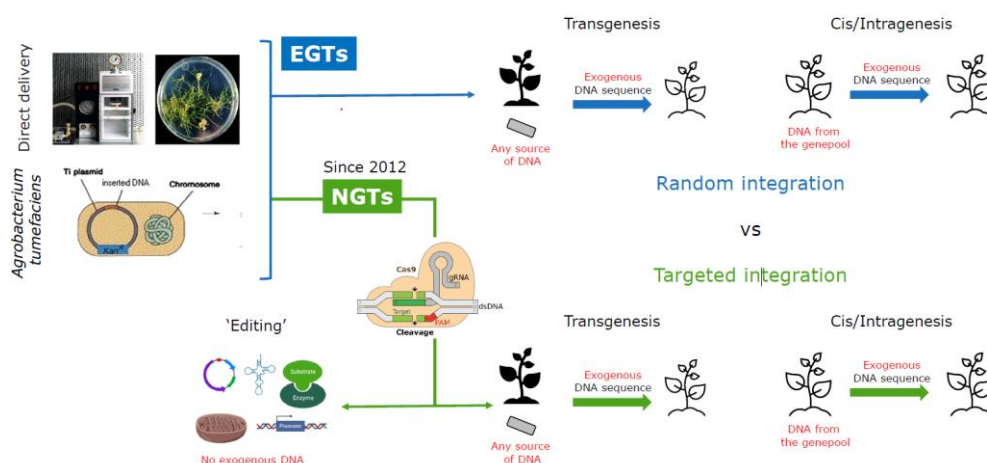 Direct delivery
EGTs
Transgenesis
Cis/Intragenesis
Exogenous
DNA sequence
Exogenous
DNA sequence
Any source
of DNA
DNA from
the genepool
Agrobacterium
tumefaciens
Ti plasmid
inserted DNA
Chromosome
Kan R
Since 2012
NGTs
Random integration
vs
Targeted integration
Cas9
gRNA
dsDNA
Target
PAM
Cleavage
'Editing'
Substrate
Enzyme
Promoter
No exogenous DNA
Transgenesis
Cis/Intragenesis
Exogenous
DNA sequence
Exogenous
DNA sequence
Any source
of DNA
DNA from
the genepool